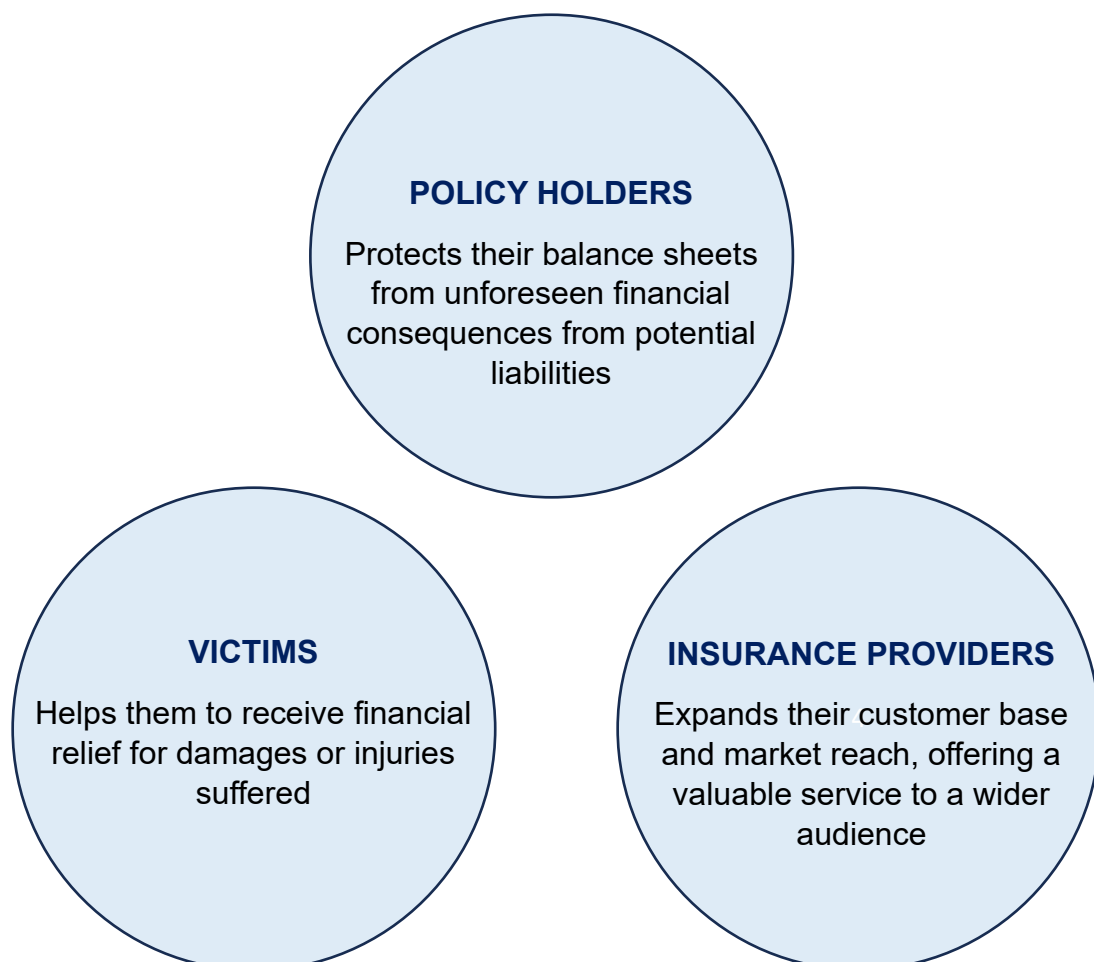 POLICY HOLDERS
Protects their balance sheets
from unforeseen financial
consequences from potential
liabilities
VICTIMS
Helps them to receive financial
relief for damages or injuries
suffered
INSURANCE PROVIDERS
Expands their customer base
and market reach, offering a
valuable service to a wider
audience